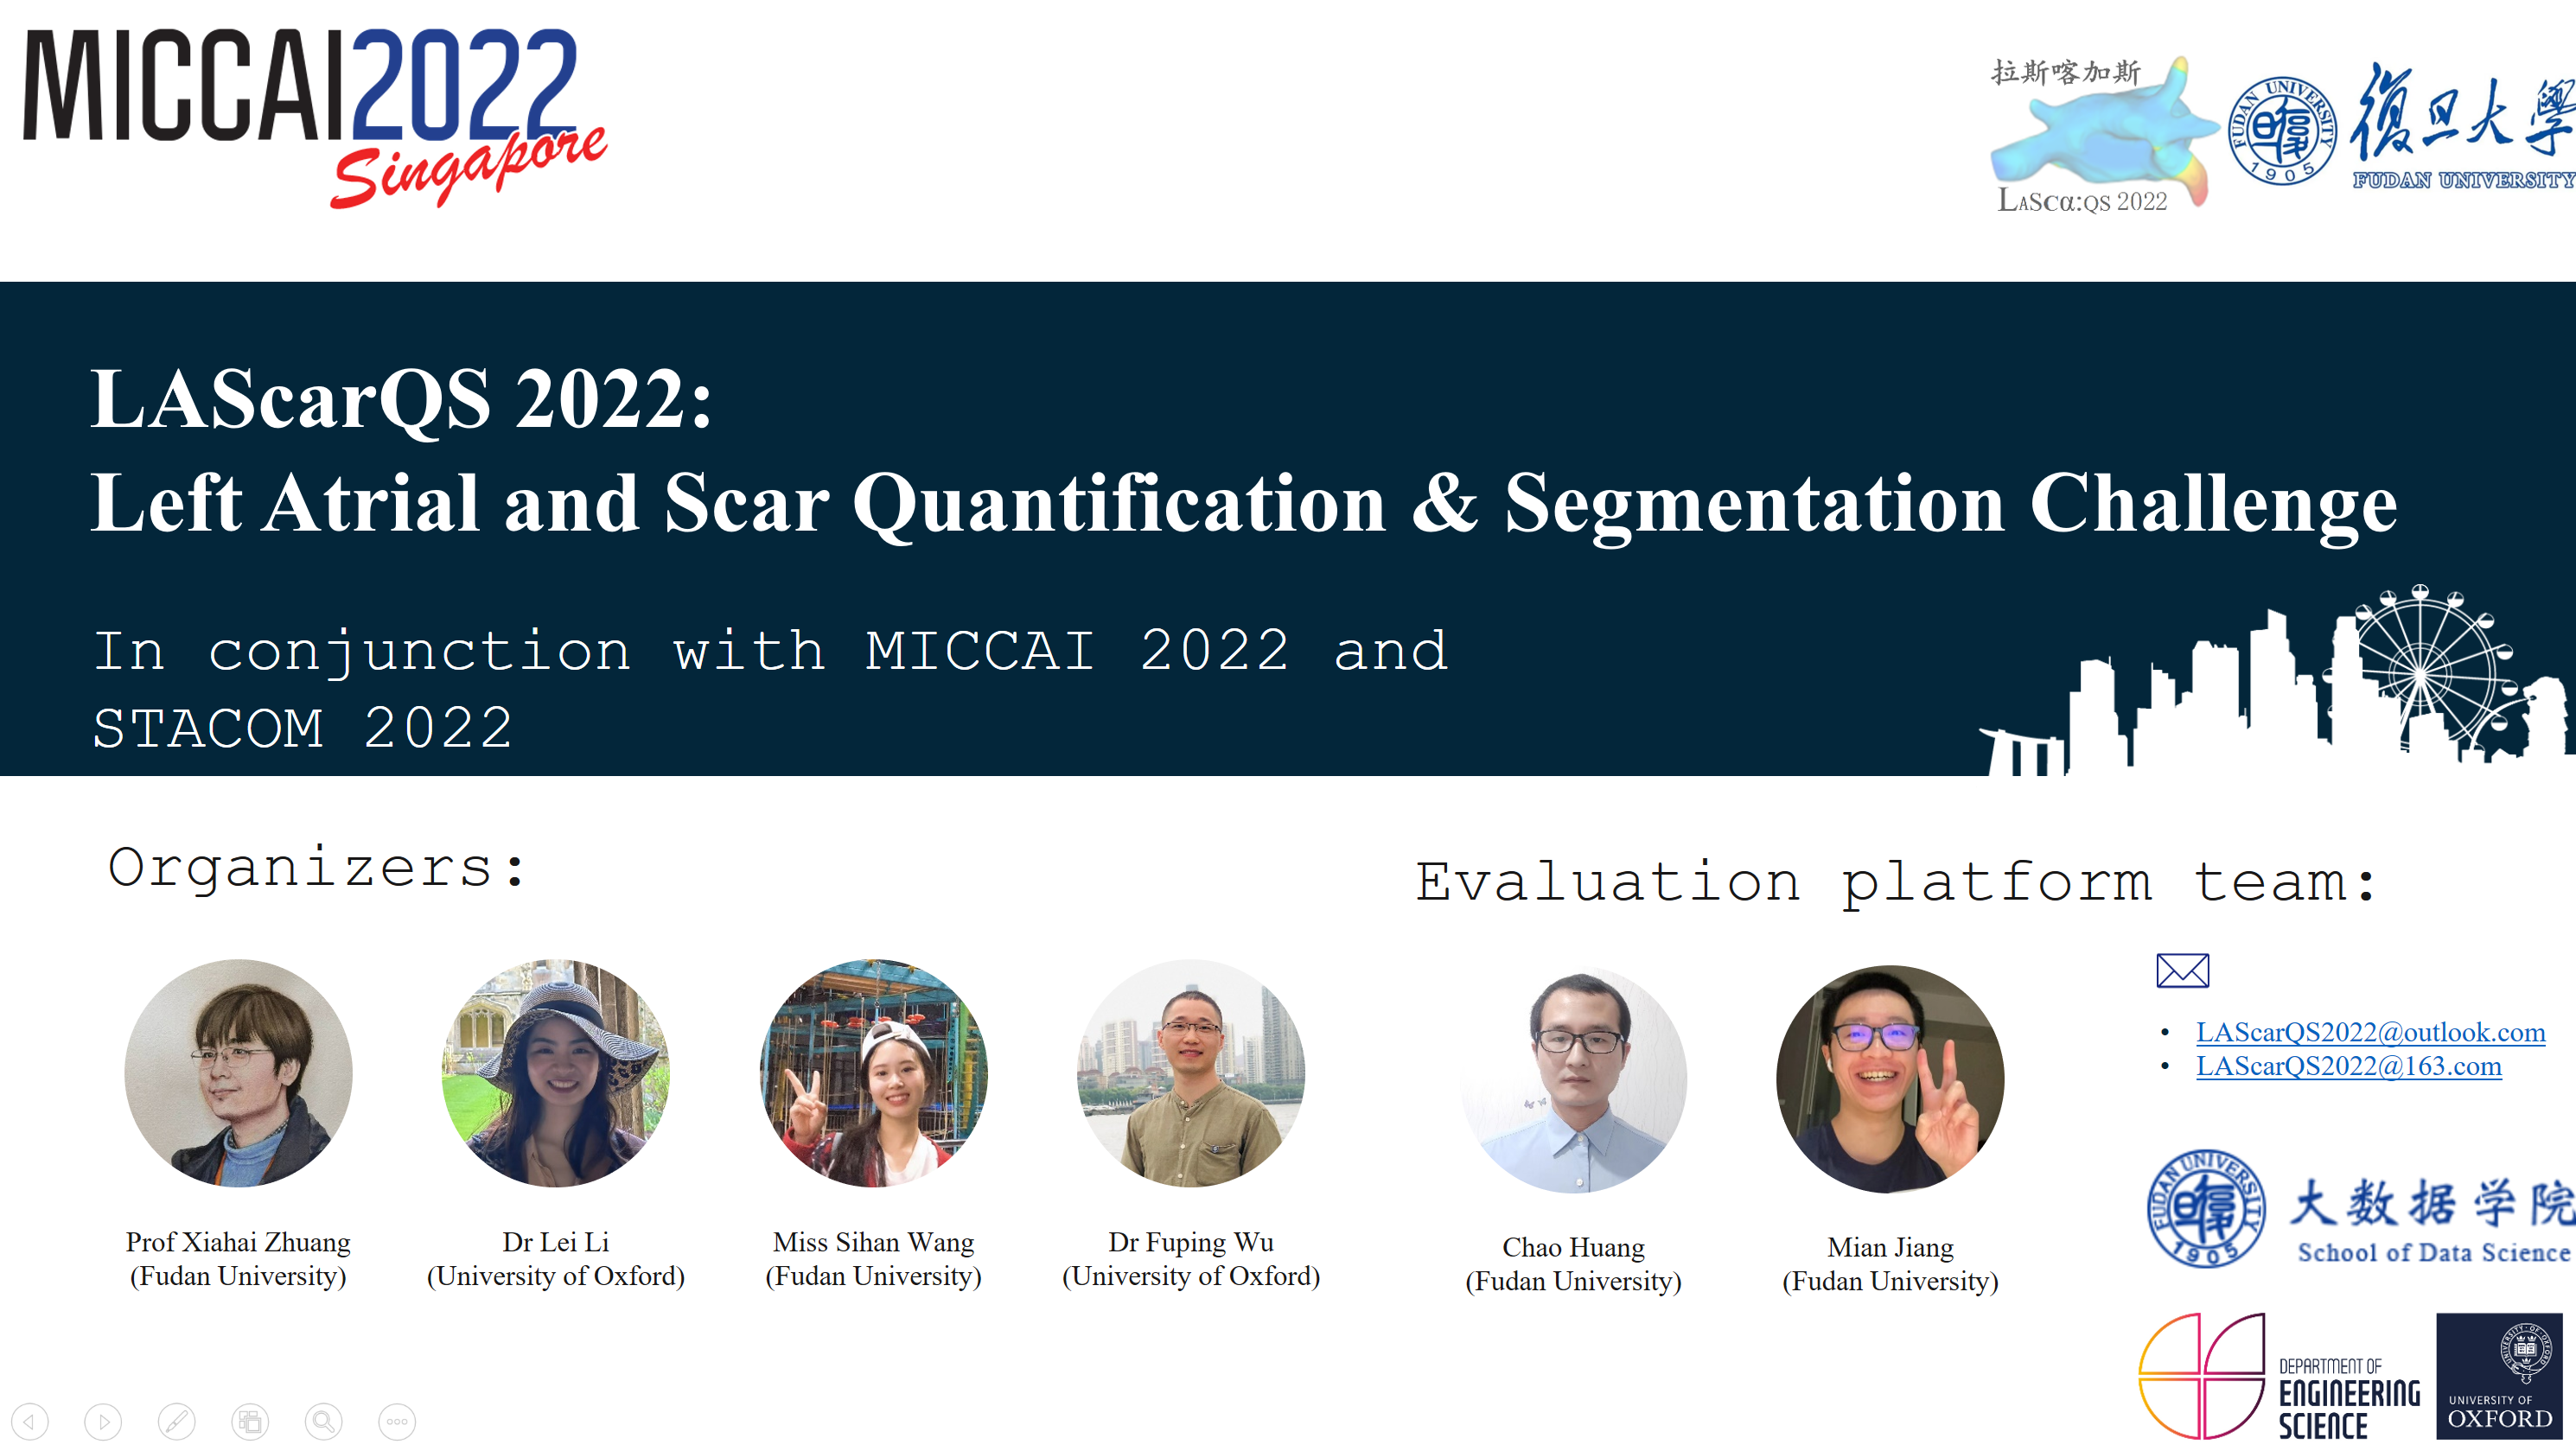 MICCAI2022
Singapore
拉斯喀加斯
LASCα:QS 2022
FUDAN UNIVERSITY
1905
復旦大學
FUDAN UNIVERSITY
LAScarQS 2022:
Left Atrial and Scar Quantification & Segmentation Challenge
In conjunction with MICCAI 2022 and
STACOM 2022
Organizers:
Prof Xiahai Zhuang
(Fudan University)
Dr Lei Li
(University of Oxford)
Miss Sihan Wang
(Fudan University)
Dr Fuping Wu
(University of Oxford)
Evaluation platform team:
Chao Huang
(Fudan University)
Mian Jiang
(Fudan University)
• LAScarQS2022@outlook.com
• LAScarQS2022@163.com
FUDAN UNIVERSITY
1905
大数据学院
School of Data Science
DEPARTMENT OF
ENGINEERING
SCIENCE
UNIVERSITY OF
OXFORD